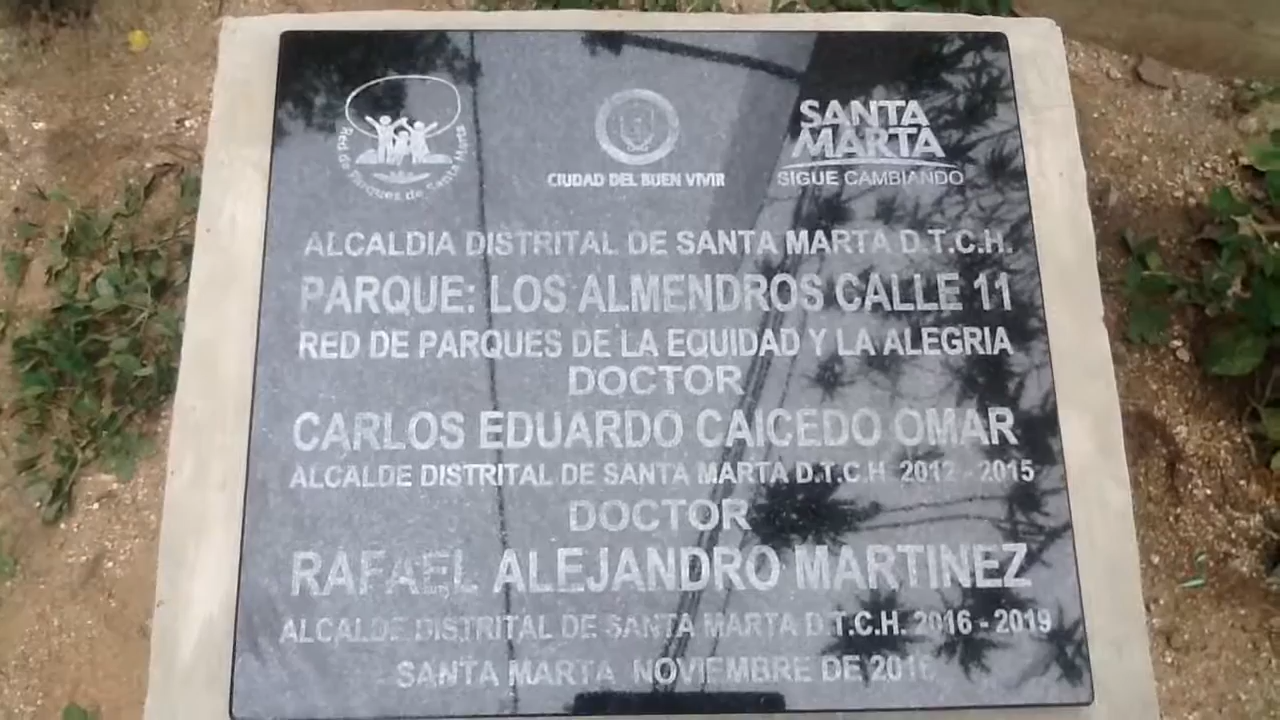 Red de Parques de Santa Marta
CIUDAD DEL BUEN VIVIR
SANTA MARTA
SIGUE CAMBIANDO
ALCALDIA DISTRITAL DE SANTA MARTA D.T.C.H.
PARQUE: LOS ALMENDROS CALLE 11
RED DE PARQUES DE LA EQUIDAD Y LA ALEGRIA
DOCTOR
CARLOS EDUARDO CAICEDO OMAR
ALCALDE DISTRITAL DE SANTA MARTA D.T.C.H. 2012 - 2015
DOCTOR
RAFAEL ALEJANDRO MARTINEZ
ALCALDE DISTRITAL DE SANTA MARTA D.T.C.H. 2016 - 2019
SANTA MARTA NOVIEMBRE DE